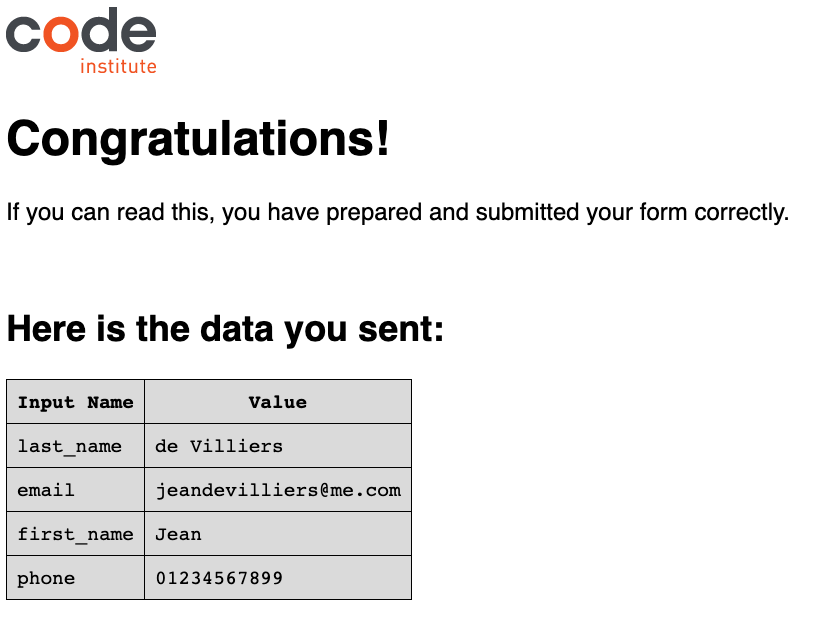 code
institute
Congratulations!
If you can read this, you have prepared and submitted your form correctly.
Here is the data you sent:
Input Name Value
last_name de Villiers
email jeandevilliers@me.com
first_name Jean
phone 01234567899